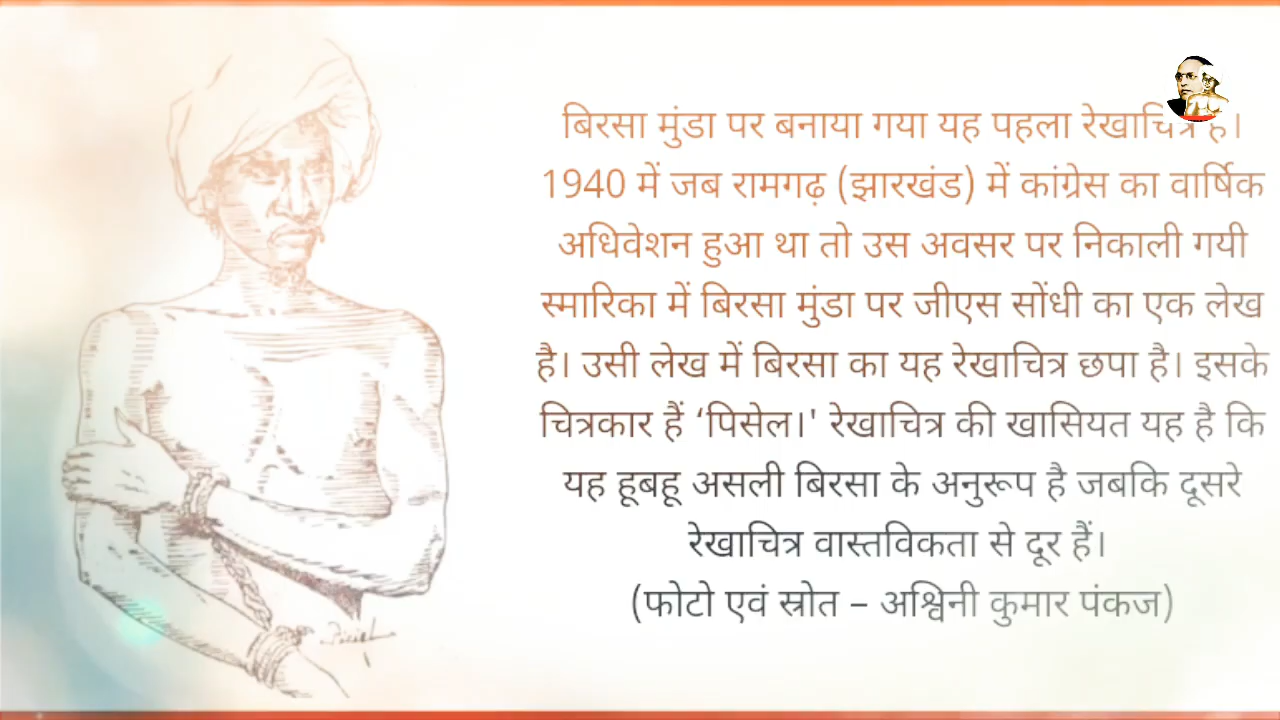 बिरसा मुंडा पर बनाया गया यह पहला रेखाचित्र है।
1940 में जब रामगढ़ (झारखंड) में कांग्रेस का वार्षिक
अधिवेशन हुआ था तो उस अवसर पर निकाली गयी
स्मारिका में बिरसा मुंडा पर जीएस सोंधी का एक लेख
है। उसी लेख में बिरसा का यह रेखाचित्र छपा है। इसके
चित्रकार हैं ‘पिसेल।' रेखाचित्र की खासियत यह है कि
यह हूबहू असली बिरसा के अनुरूप है जबकि दूसरे
रेखाचित्र वास्तविकता से दूर हैं।
(फोटो एवं स्रोत – अश्विनी कुमार पंकज)